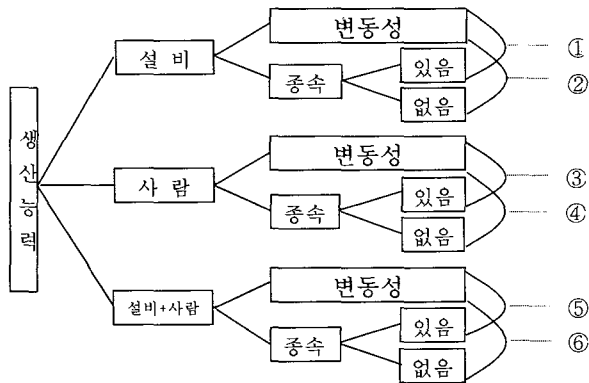 생산능력
설 비
변동성
종속
있음
없음
①
②
사 람
변동성
종속
있음
없음
③
④
설비+사람
변동성
종속
있음
없음
⑤
⑥